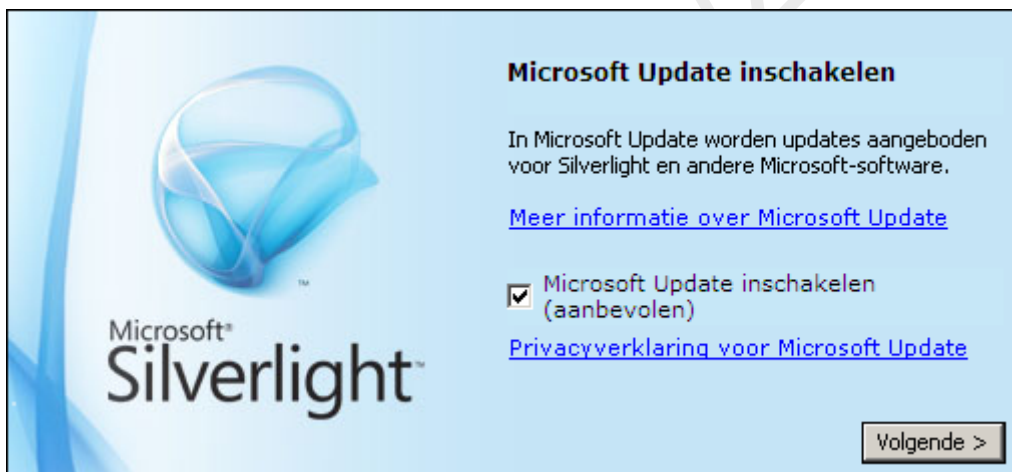 Microsoft Update inschakelen
In Microsoft Update worden updates aangeboden
voor Silverlight en andere Microsoft-software.
Meer informatie over Microsoft Update
Microsoft Update inschakelen
(aanbevolen)
Privacyverklaring voor Microsoft Update
™
Microsoft®
Silverlight™
Volgende >